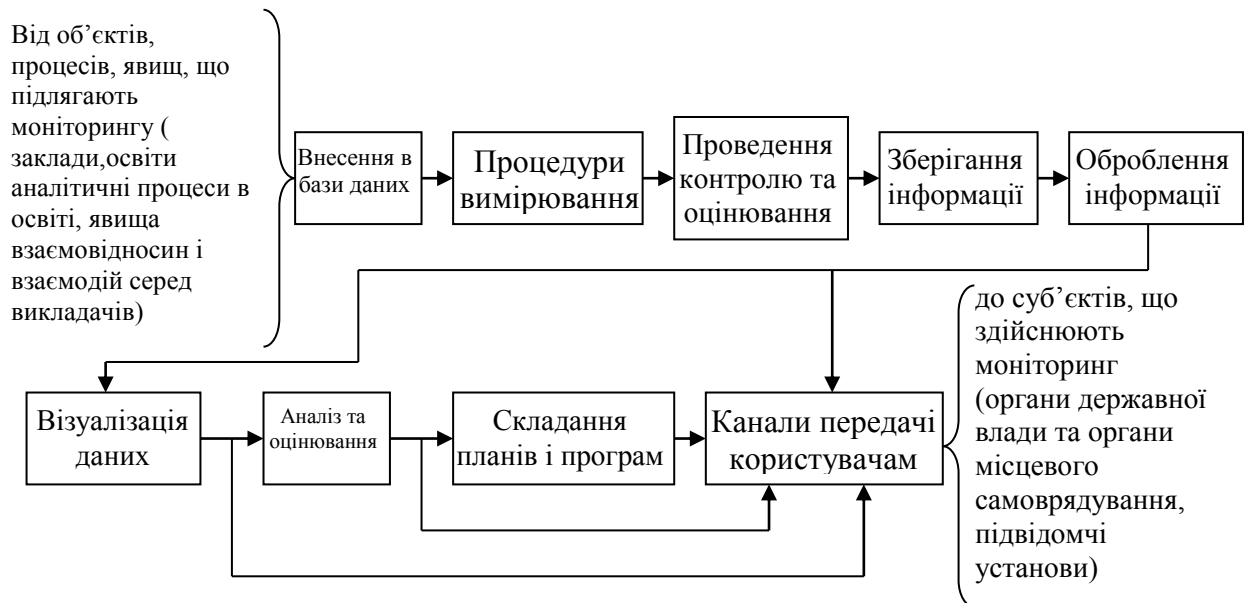 Від об’єктів,
процесів, явищ, що
підлягають
моніторингу (
заклади,освіти
аналітичні процеси в
освіті, явища
взаємовідносин і
взаємодій серед
викладачів)
Внесення в
бази даних
Процедури
вимірювання
Проведення
контролю та
оцінювання
Зберігання
інформації
Оброблення
інформації
Візуалізація
даних
Аналіз та
оцінювання
Складання
планів і програм
Канали передачі
користувачам
до суб’єктів, що
здійснюють
моніторинг
(органи державної
влади та органи
місцевого
самоврядування,
підвідомчі
установи)